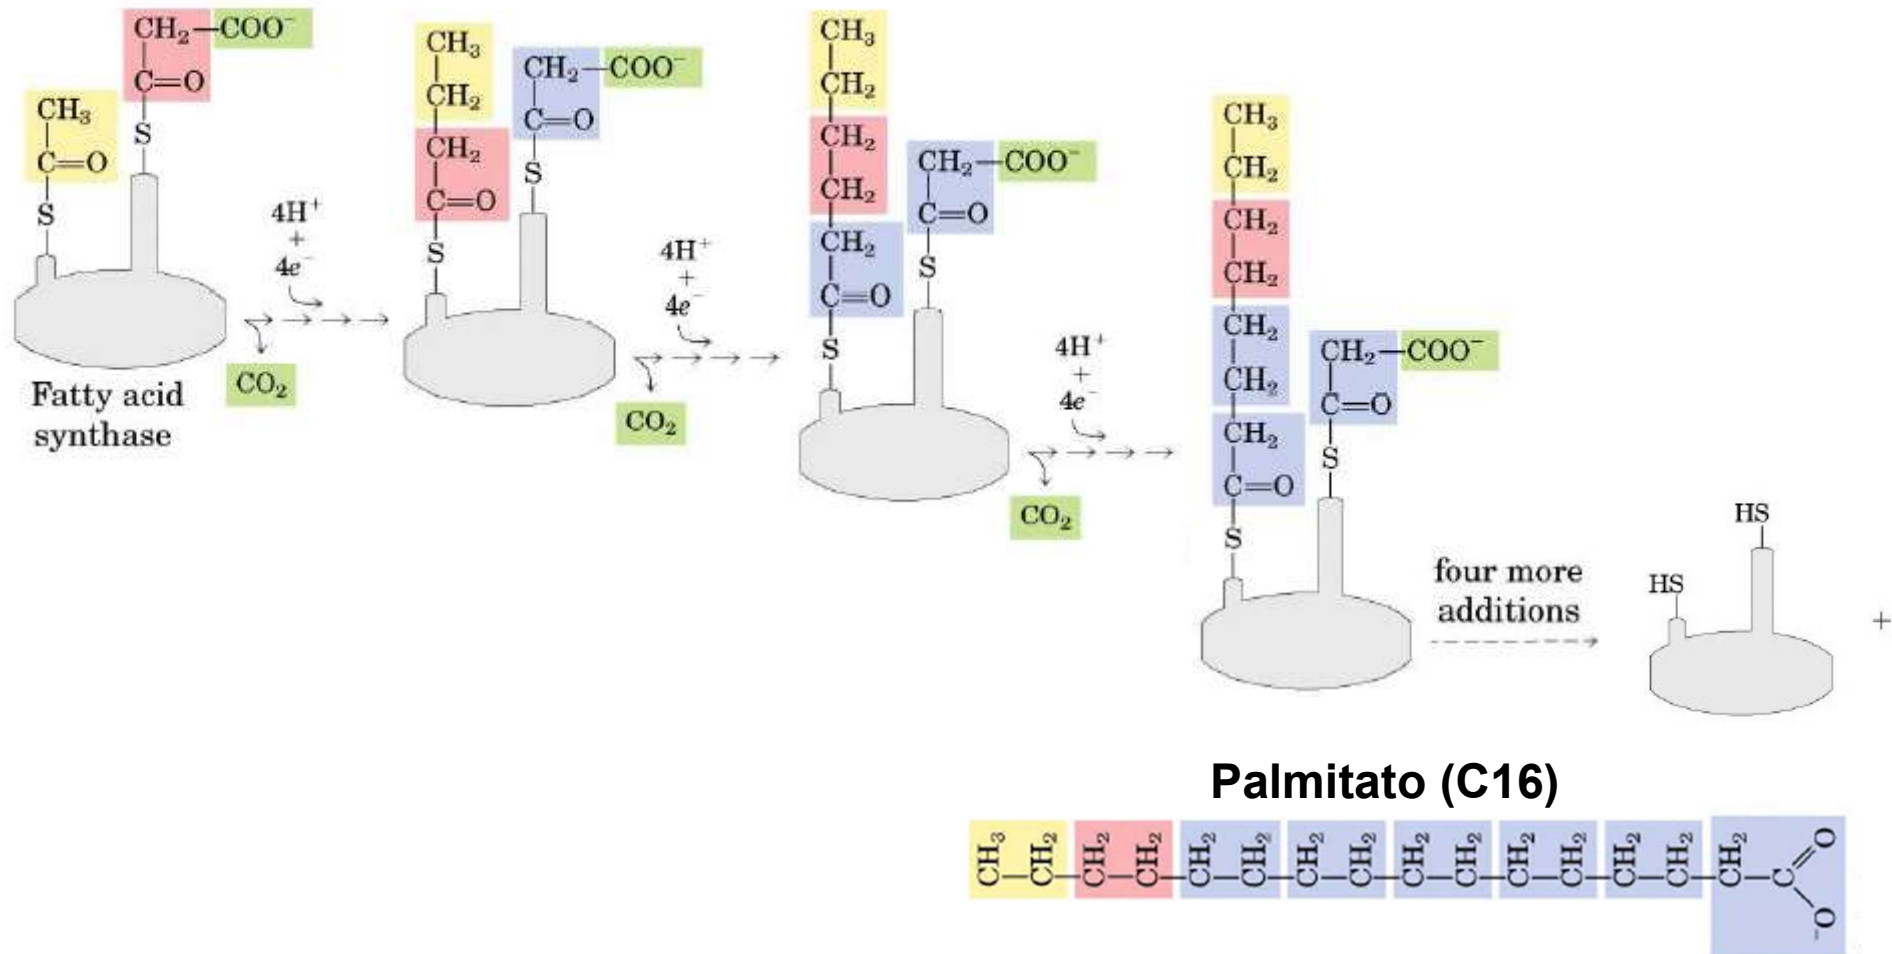 CH₂—COO⁻
C=O
S
CH₃
C=O
S
4H⁺
+
4e⁻
CO₂
Fatty acid
synthase
CH₃
CH₂
CH₂
C=O
S
CH₂—COO⁻
C=O
S
4H⁺
+
4e⁻
CO₂
CH₃
CH₂
CH₂
CH₂
CH₂
C=O
S
CH₂—COO⁻
C=O
S
4H⁺
+
4e⁻
CO₂
CH₃
CH₂
CH₂
CH₂
CH₂
CH₂
CH₂
C=O
S
CH₂—COO⁻
C=O
S
four more
additions
HS
HS
+
Palmitato (C16)
CH₃—CH₂—CH₂—CH₂—CH₂—CH₂—CH₂—CH₂—CH₂—CH₂—CH₂—CH₂—CH₂—CH₂—CH₂—C
O
O⁻